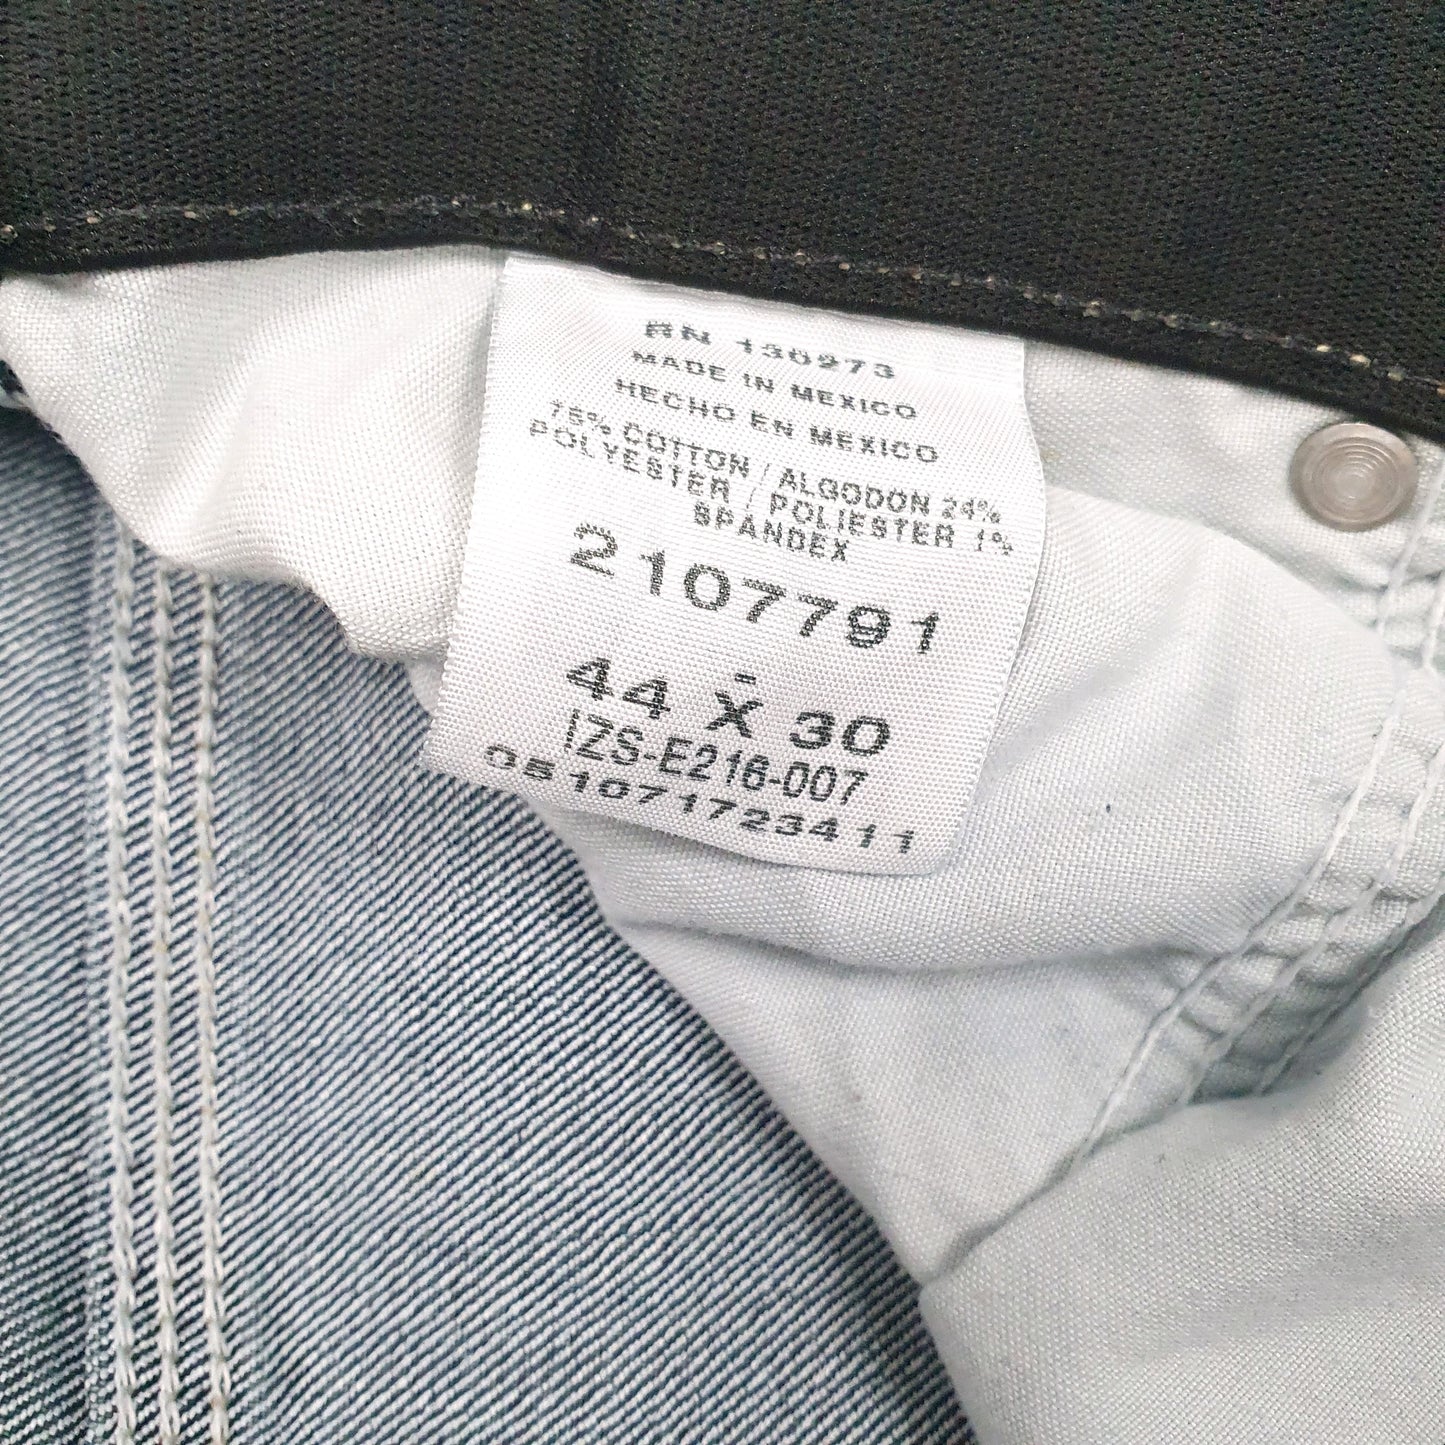 RN 130273
MADE IN MEXICO
HECHO EN MEXICO
75% COTTON / ALGODON 24%
POLYESTER / POLIESTER 1%
SPANDEX
2107791
-
44 X 30
IZS-E216-007
051071723411